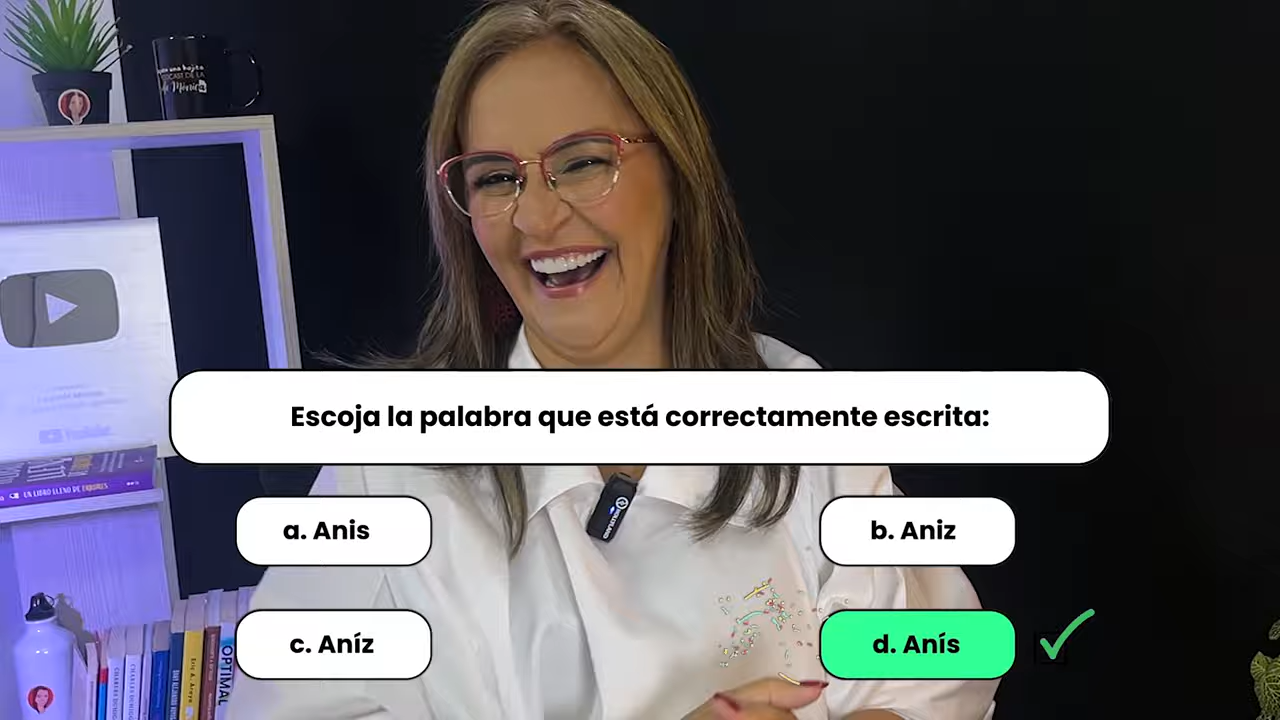 Escoja la palabra que está correctamente escrita:
a. Anis
b. Aniz
c. Aníz
d. Anís
UN LIBRO LLENO DE ERRORES
OPTIMAL